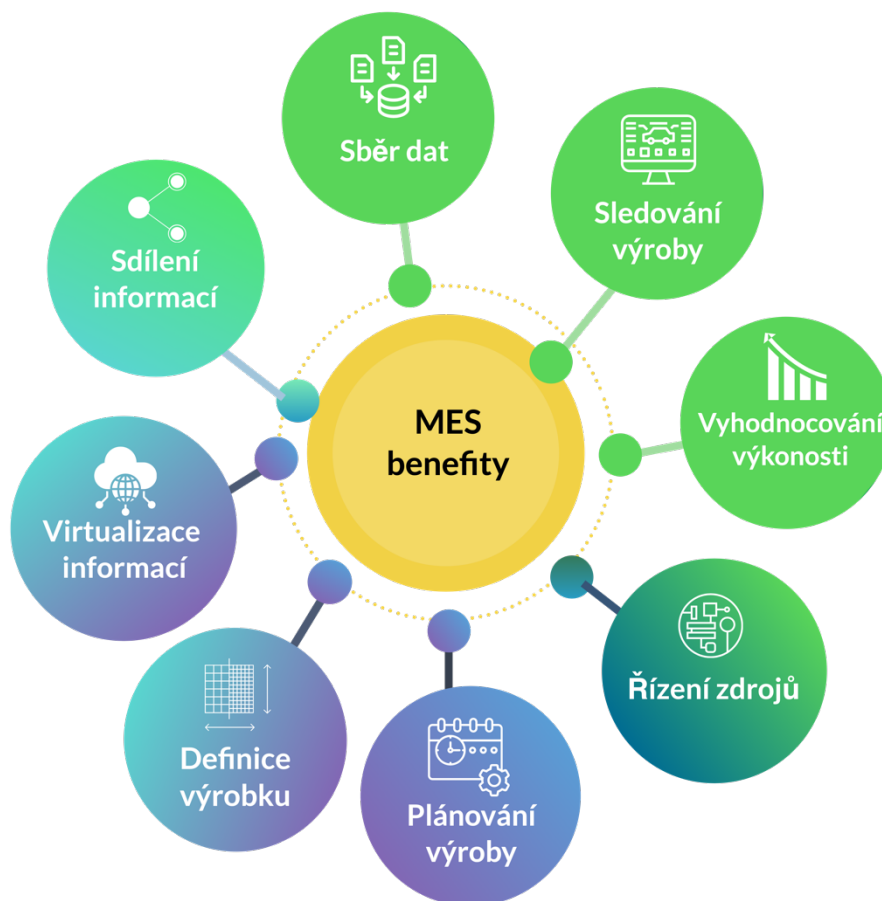 Sběr dat
Sledování
výroby
Sdílení
informací
MES
benefity
Vyhodnocování
výkonosti
Virtualizace
informací
Řízení zdrojů
Definice
výrobku
Plánování
výroby